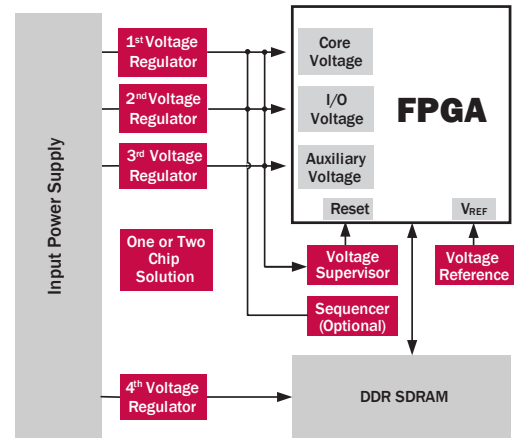 1st Voltage
Regulator
Core
Voltage
2nd Voltage
Regulator
I/O
Voltage
FPGA
3rd Voltage
Regulator
Auxiliary
Voltage
Input Power Supply
Reset
VREF
One or Two
Chip
Solution
Voltage
Supervisor
Voltage
Reference
Sequencer
(Optional)
4th Voltage
Regulator
DDR SDRAM